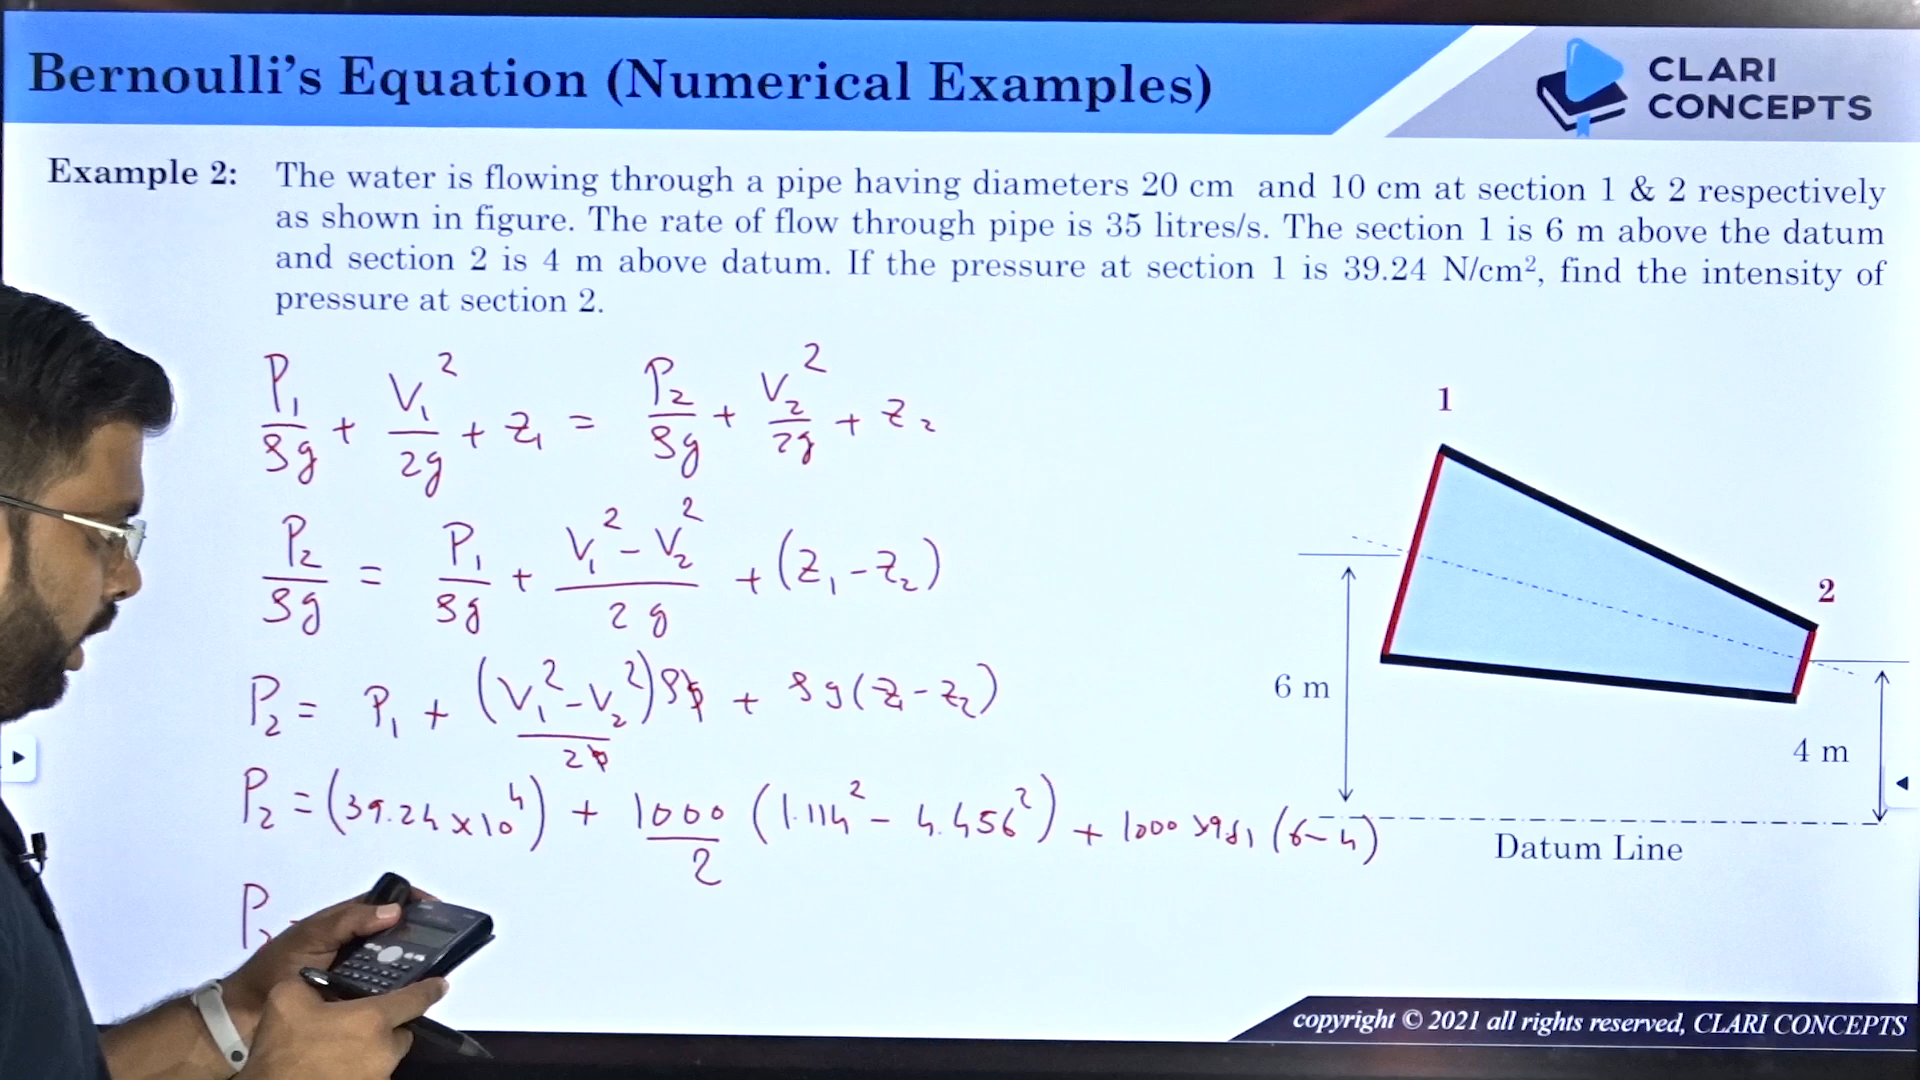 Bernoulli's Equation (Numerical Examples)
CLARI
CONCEPTS
Example 2: The water is flowing through a pipe having diameters 20 cm and 10 cm at section 1 & 2 respectively
as shown in figure. The rate of flow through pipe is 35 litres/s. The section 1 is 6 m above the datum
and section 2 is 4 m above datum. If the pressure at section 1 is 39.24 N/cm², find the intensity of
pressure at section 2.
P₁/ρg + V₁²/2g + Z₁ = P₂/ρg + V₂²/2g + Z₂
P₂/ρg = P₁/ρg + (V₁² - V₂²)/2g + (Z₁ - Z₂)
P₂ = P₁ + (V₁² - V₂²)ρg/2g + ρg(Z₁ - Z₂)
P₂ = (39.24 × 10⁴) + 1000/2 (1.114² - 4.456²) + 1000 × 9.81 (6 - 4)
P₂ =
1
2
6 m
4 m
Datum Line
copyright © 2021 all rights reserved, CLARI CONCEPTS